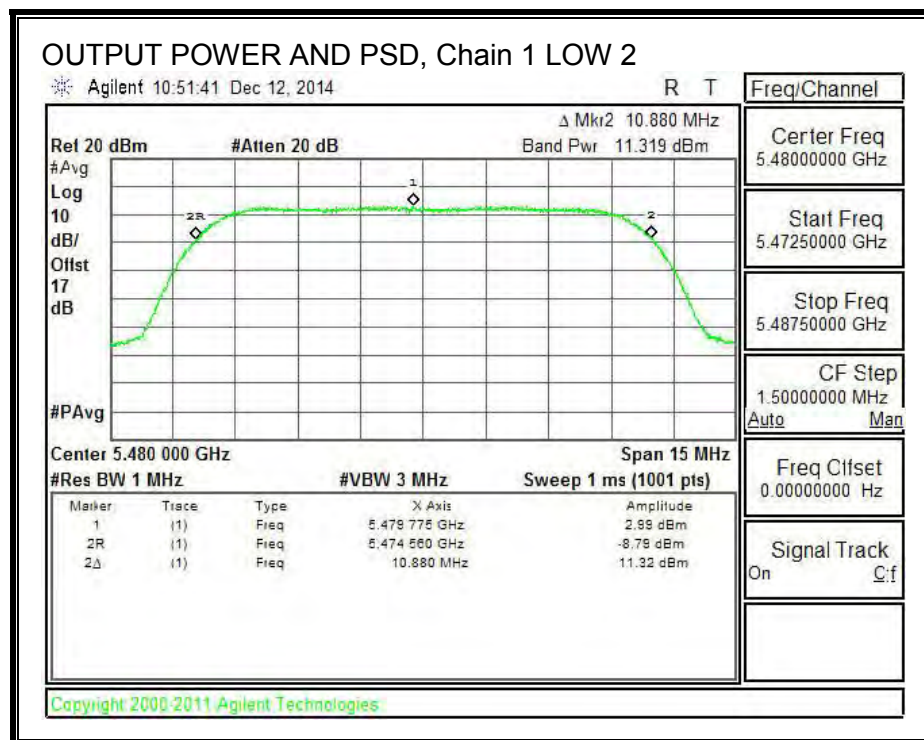 OUTPUT POWER AND PSD, Chain 1 LOW 2
Agilent 10:51:41 Dec 12, 2014 R T
Freq/Channel
Δ Mkr2 10.880 MHz
Ref 20 dBm #Atten 20 dB Band Pwr 11.319 dBm
#Avg
Log
10
dB/
Offst
17
dB
1
2R
2
#PAvg
Center 5.480 000 GHz Span 15 MHz
#Res BW 1 MHz #VBW 3 MHz Sweep 1 ms (1001 pts)
Marker Trace Type X Axis Amplitude
1 (1) Freq 5.479 775 GHz 2.99 dBm
2R (1) Freq 5.474 560 GHz -8.79 dBm
2Δ (1) Freq 10.880 MHz 11.32 dBm
Center Freq
5.48000000 GHz
Start Freq
5.47250000 GHz
Stop Freq
5.48750000 GHz
CF Step
1.50000000 MHz
Auto Man
Freq Offset
0.00000000 Hz
Signal Track
On Off
Copyright 2000-2011 Agilent Technologies